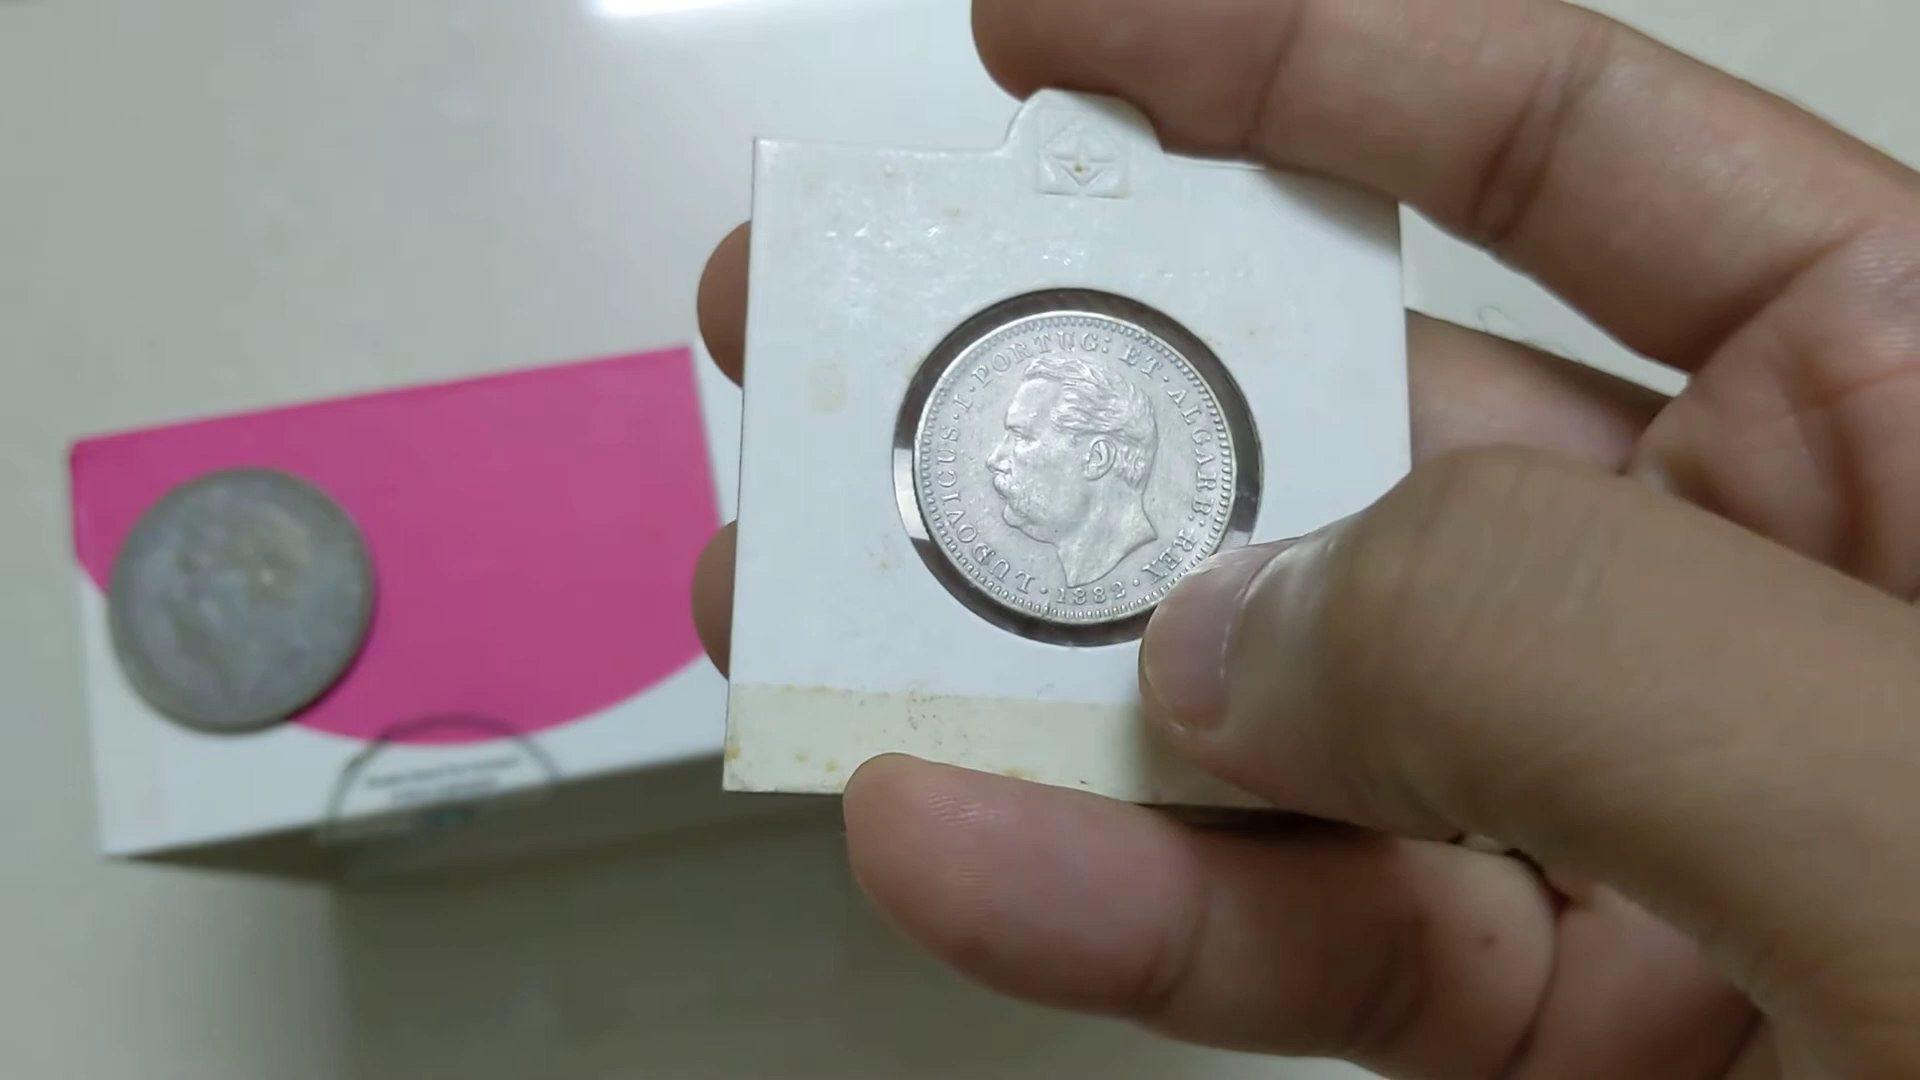 LUDOVICUS · I · PORTUG: ET · ALGARB · REX
· 1882 ·